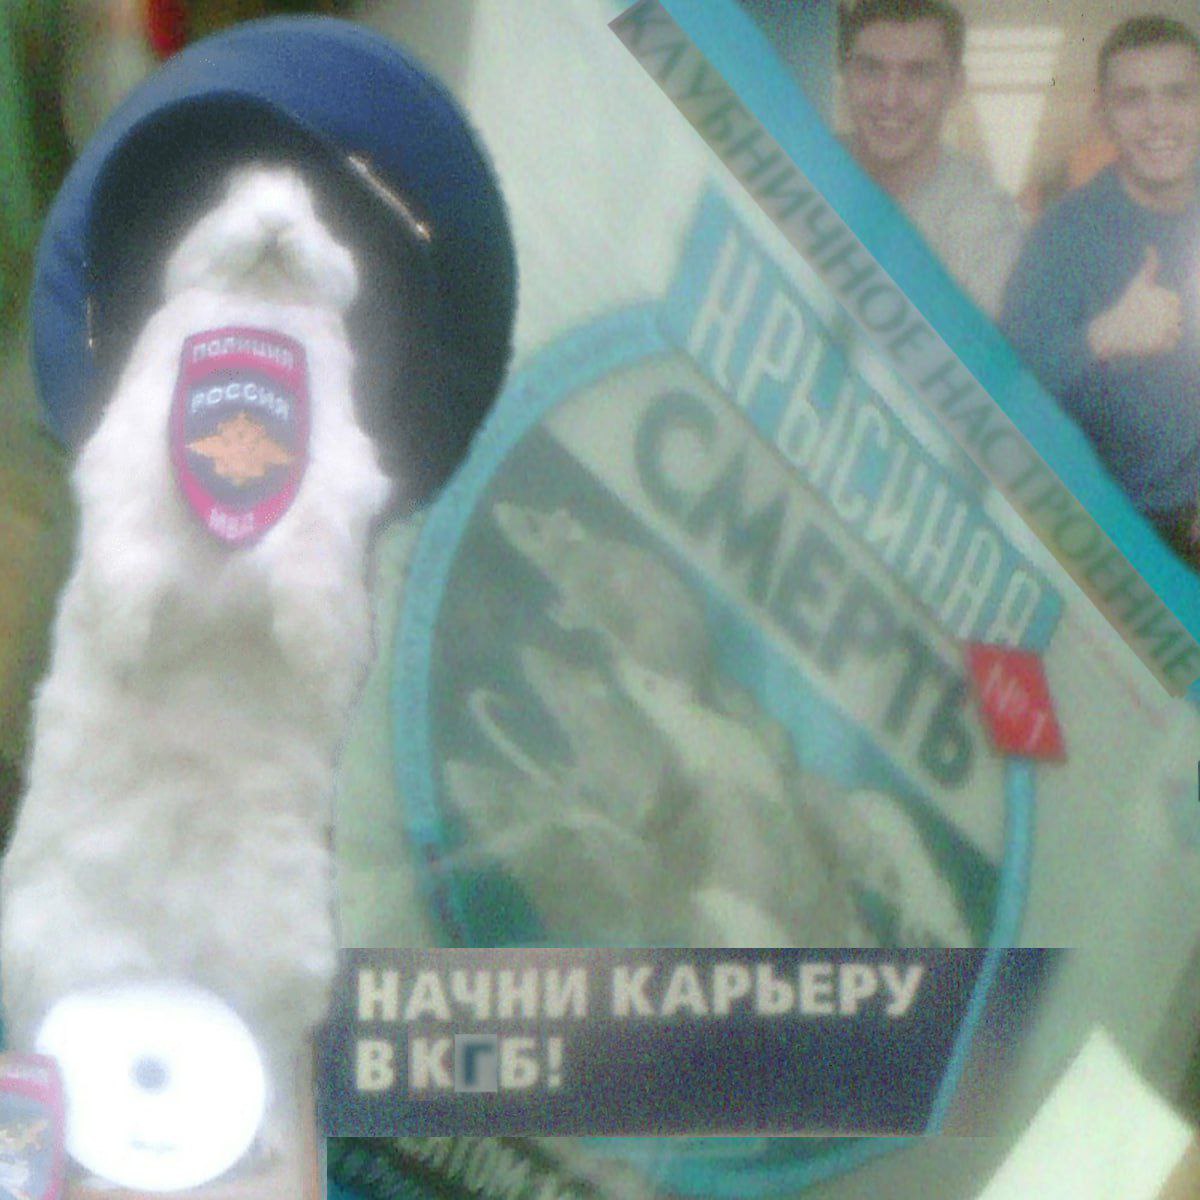 КЛУБНИЧНОЕ НАСТРОЕНИЕ
КРЫСИНАЯ
СМЕРТЬ
№1
ПОЛИЦИЯ
РОССИЯ
МВД
НАЧНИ КАРЬЕРУ
В КГБ!